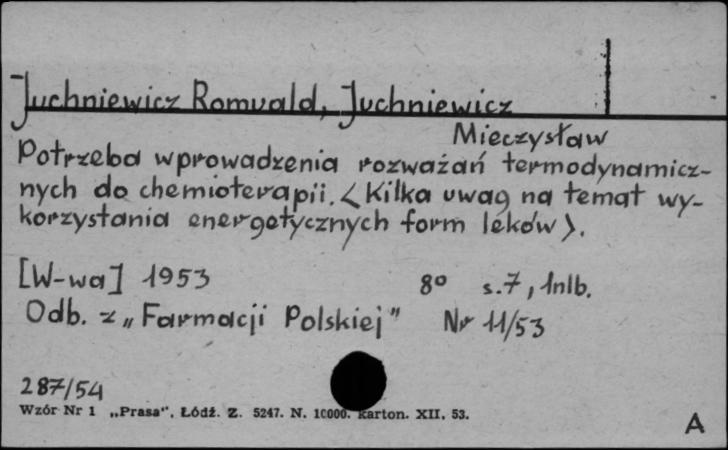 Juchniewicz Romuald, Juchniewicz
Mieczysław
Potrzeba wprowadzenia rozważań termodynamicz-
nych do chemioterapii. <Kilka uwag na temat wy-
korzystania energetycznych form leków>.
[W-wa] 1953 8º s.7, 1nlb.
Odb. z „Farmacji Polskiej" Nr 11/53
287/54
Wzór Nr 1 „Prasa", Łódź. Z. 5247. N. 10000. karton. XII. 53.
A